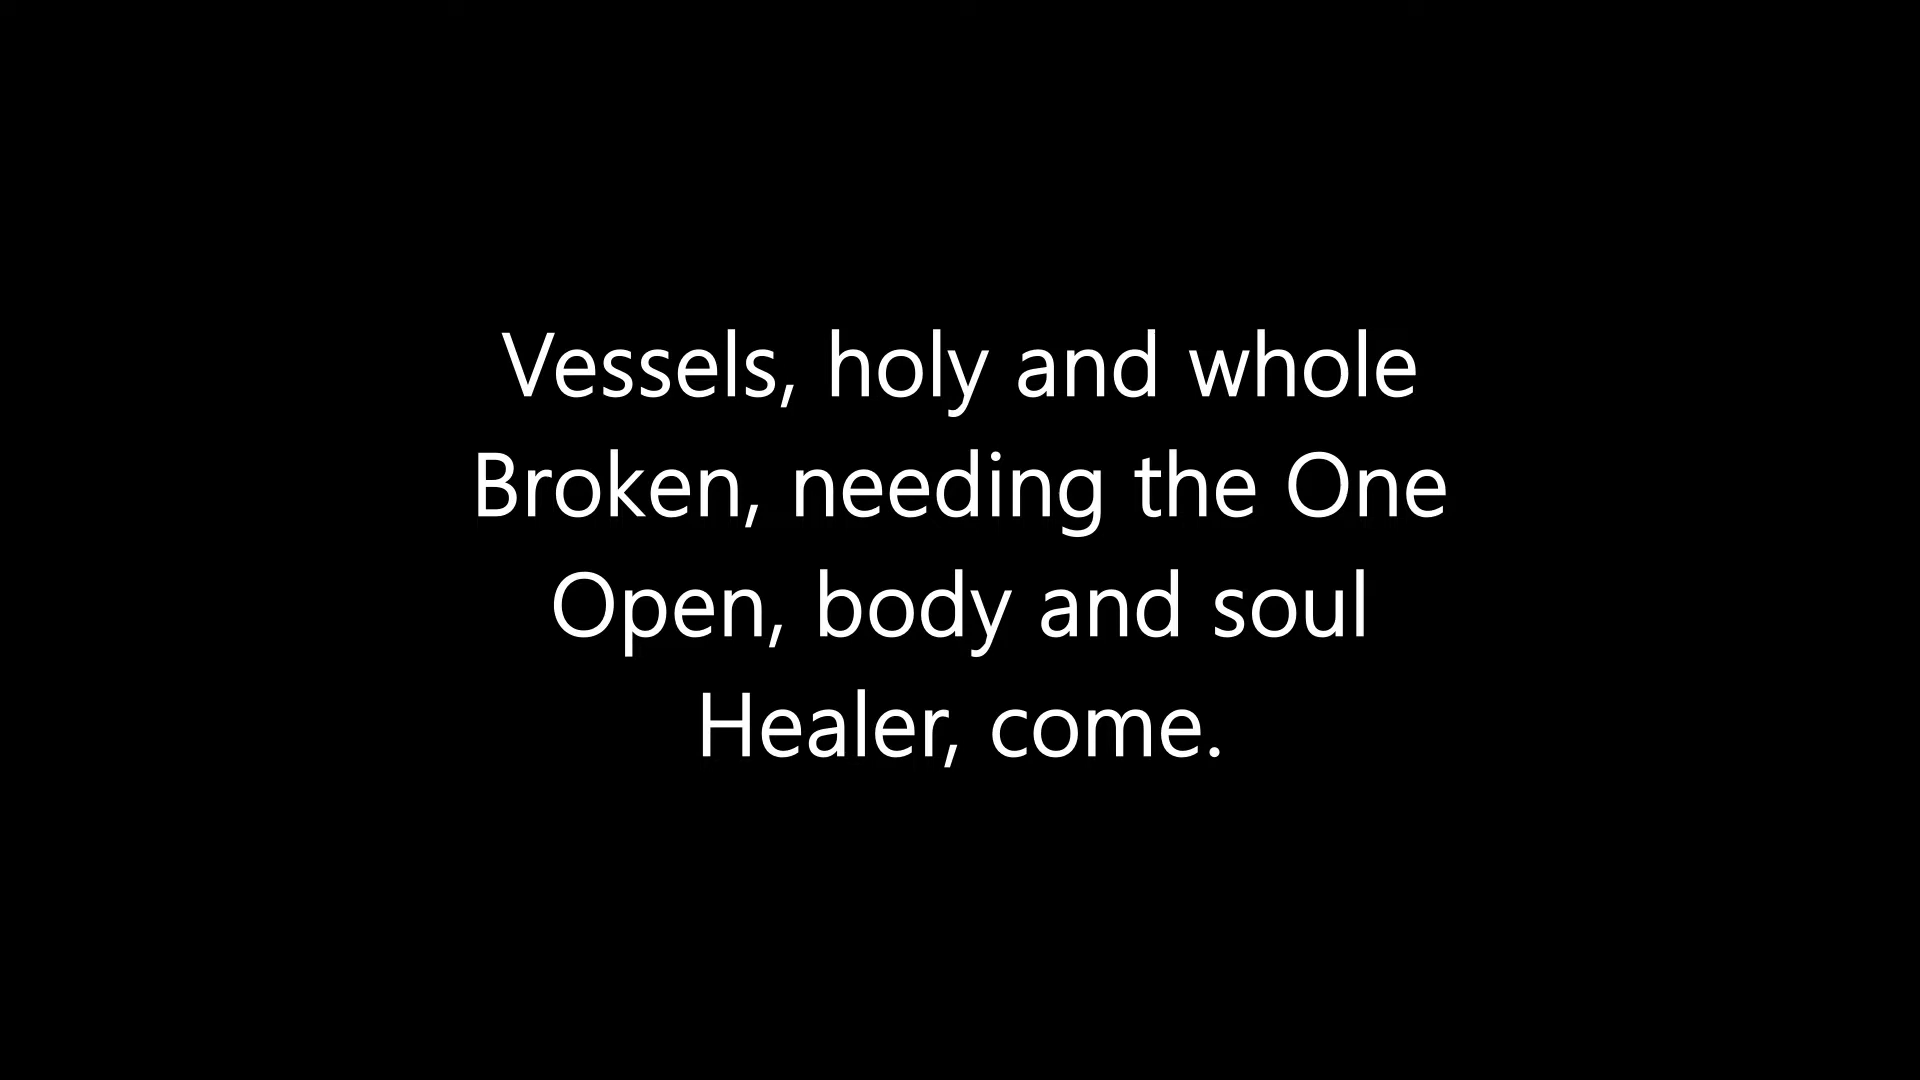 Vessels, holy and whole
Broken, needing the One
Open, body and soul
Healer, come.